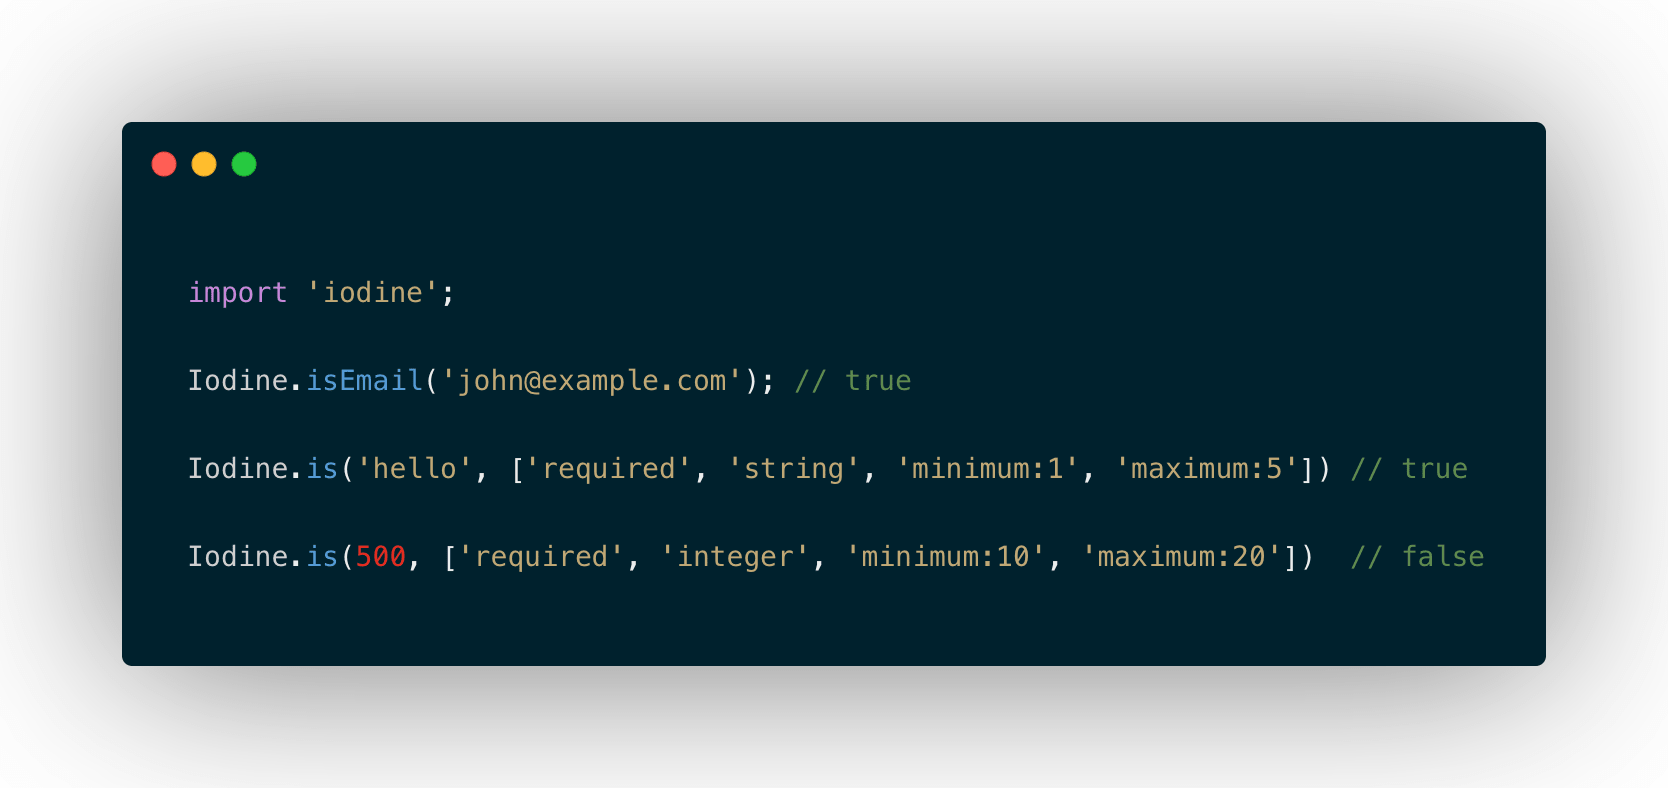 import 'iodine';
Iodine.isEmail('john@example.com'); // true
Iodine.is('hello', ['required', 'string', 'minimum:1', 'maximum:5']) // true
Iodine.is(500, ['required', 'integer', 'minimum:10', 'maximum:20'])  // false